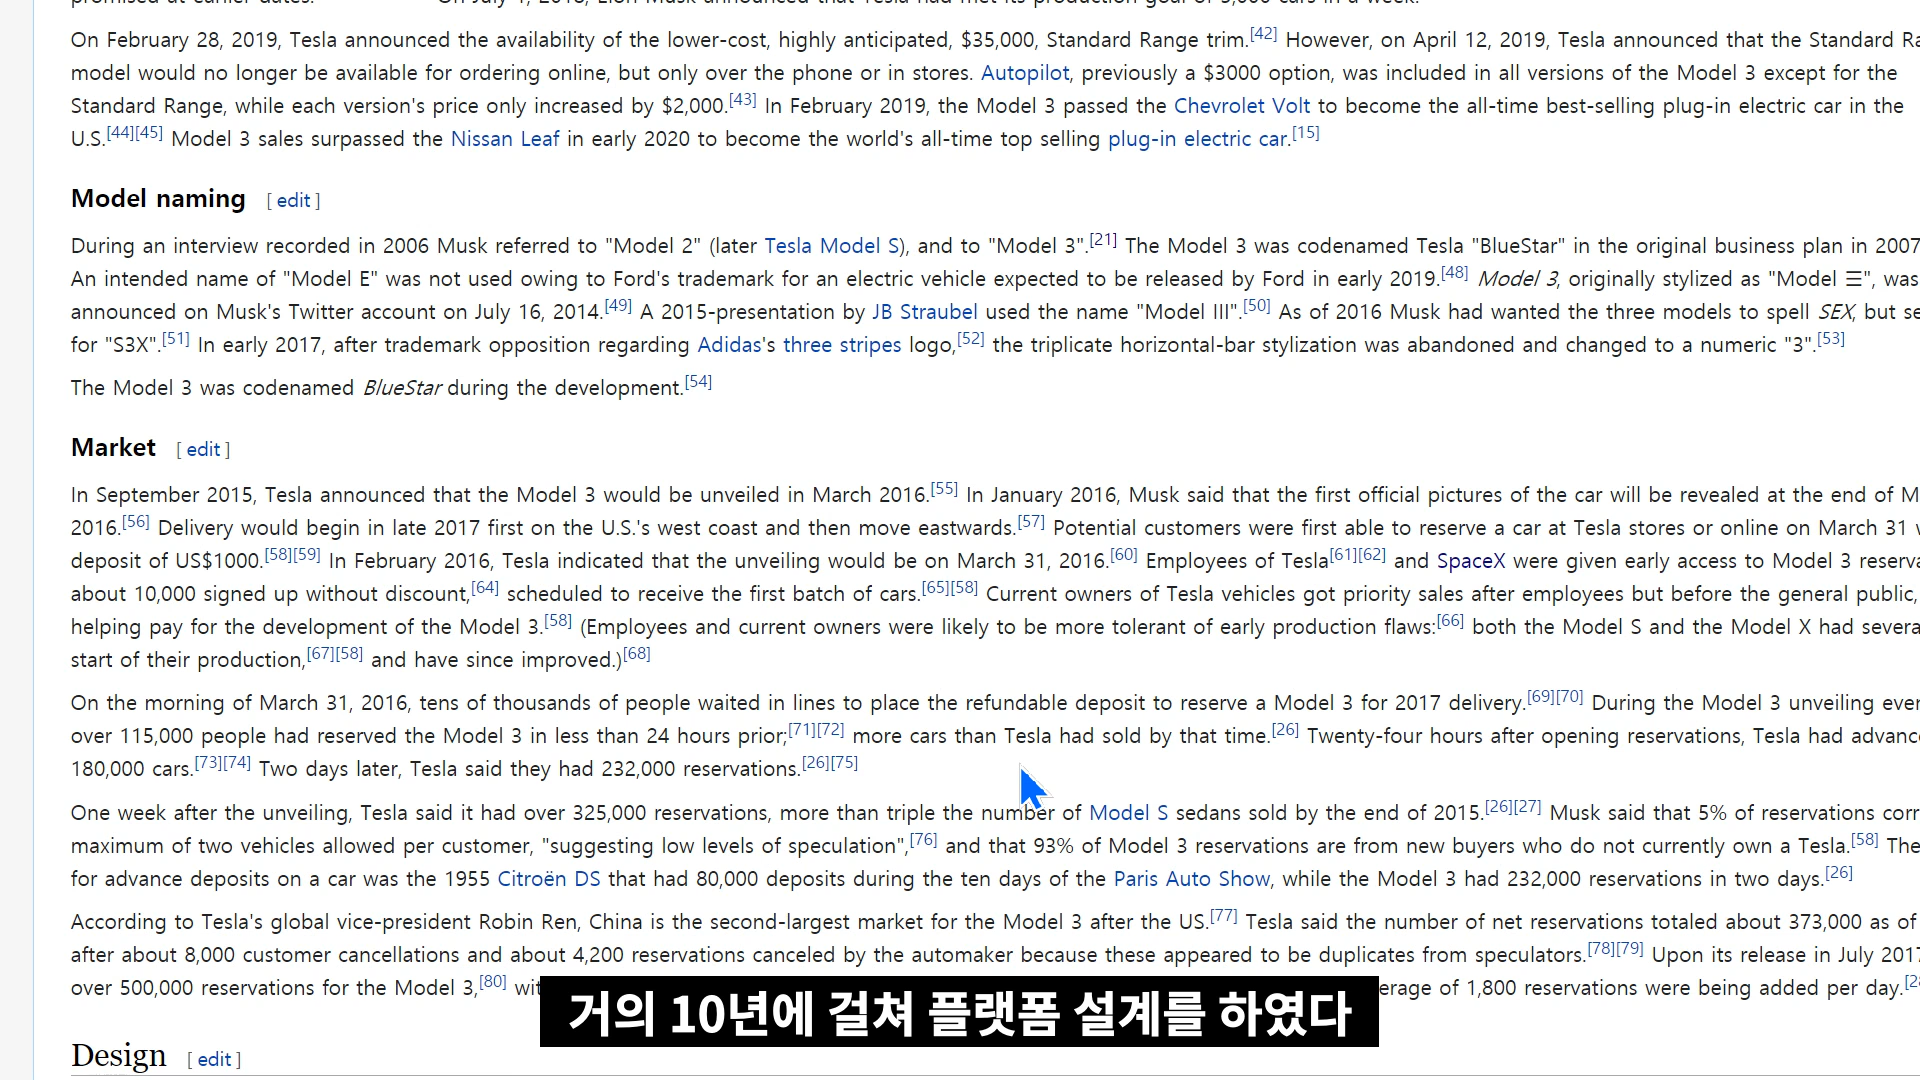 On February 28, 2019, Tesla announced the availability of the lower-cost, highly anticipated, $35,000, Standard Range trim.[42] However, on April 12, 2019, Tesla announced that the Standard
model would no longer be available for ordering online, but only over the phone or in stores. Autopilot, previously a $3000 option, was included in all versions of the Model 3 except for the
Standard Range, while each version's price only increased by $2,000.[43] In February 2019, the Model 3 passed the Chevrolet Volt to become the all-time best-selling plug-in electric car in the
U.S.[44][45] Model 3 sales surpassed the Nissan Leaf in early 2020 to become the world's all-time top selling plug-in electric car.[15]
Model naming [ edit ]
During an interview recorded in 2006 Musk referred to "Model 2" (later Tesla Model S), and to "Model 3".[21] The Model 3 was codenamed Tesla "BlueStar" in the original business plan in 2007
An intended name of "Model E" was not used owing to Ford's trademark for an electric vehicle expected to be released by Ford in early 2019.[48] Model 3, originally stylized as "Model ☰", was
announced on Musk's Twitter account on July 16, 2014.[49] A 2015-presentation by JB Straubel used the name "Model III".[50] As of 2016 Musk had wanted the three models to spell SEX, but
for "S3X".[51] In early 2017, after trademark opposition regarding Adidas's three stripes logo,[52] the triplicate horizontal-bar stylization was abandoned and changed to a numeric "3".[53]
The Model 3 was codenamed BlueStar during the development.[54]
Market [ edit ]
In September 2015, Tesla announced that the Model 3 would be unveiled in March 2016.[55] In January 2016, Musk said that the first official pictures of the car will be revealed at the end of
2016.[56] Delivery would begin in late 2017 first on the U.S.'s west coast and then move eastwards.[57] Potential customers were first able to reserve a car at Tesla stores or online on March 31
deposit of US$1000.[58][59] In February 2016, Tesla indicated that the unveiling would be on March 31, 2016.[60] Employees of Tesla[61][62] and SpaceX were given early access to Model 3
about 10,000 signed up without discount,[64] scheduled to receive the first batch of cars.[65][58] Current owners of Tesla vehicles got priority sales after employees but before the general public,
helping pay for the development of the Model 3.[58] (Employees and current owners were likely to be more tolerant of early production flaws:[66] both the Model S and the Model X had
start of their production,[67][58] and have since improved.)[68]
On the morning of March 31, 2016, tens of thousands of people waited in lines to place the refundable deposit to reserve a Model 3 for 2017 delivery.[69][70] During the Model 3 unveiling
over 115,000 people had reserved the Model 3 in less than 24 hours prior;[71][72] more cars than Tesla had sold by that time.[26] Twenty-four hours after opening reservations, Tesla had
180,000 cars.[73][74] Two days later, Tesla said they had 232,000 reservations.[26][75]
One week after the unveiling, Tesla said it had over 325,000 reservations, more than triple the number of Model S sedans sold by the end of 2015.[26][27] Musk said that 5% of reservations
maximum of two vehicles allowed per customer, "suggesting low levels of speculation",[76] and that 93% of Model 3 reservations are from new buyers who do not currently own a Tesla.[58]
for advance deposits on a car was the 1955 Citroën DS that had 80,000 deposits during the ten days of the Paris Auto Show, while the Model 3 had 232,000 reservations in two days.[26]
According to Tesla's global vice-president Robin Ren, China is the second-largest market for the Model 3 after the US.[77] Tesla said the number of net reservations totaled about 373,000 as of
after about 8,000 customer cancellations and about 4,200 reservations canceled by the automaker because these appeared to be duplicates from speculators.[78][79] Upon its release in July 2017
over 500,000 reservations for the Model 3,[80] of 1,800 reservations were being added per day.
거의 10년에 걸쳐 플랫폼 설계를 하였다
Design [ edit ]